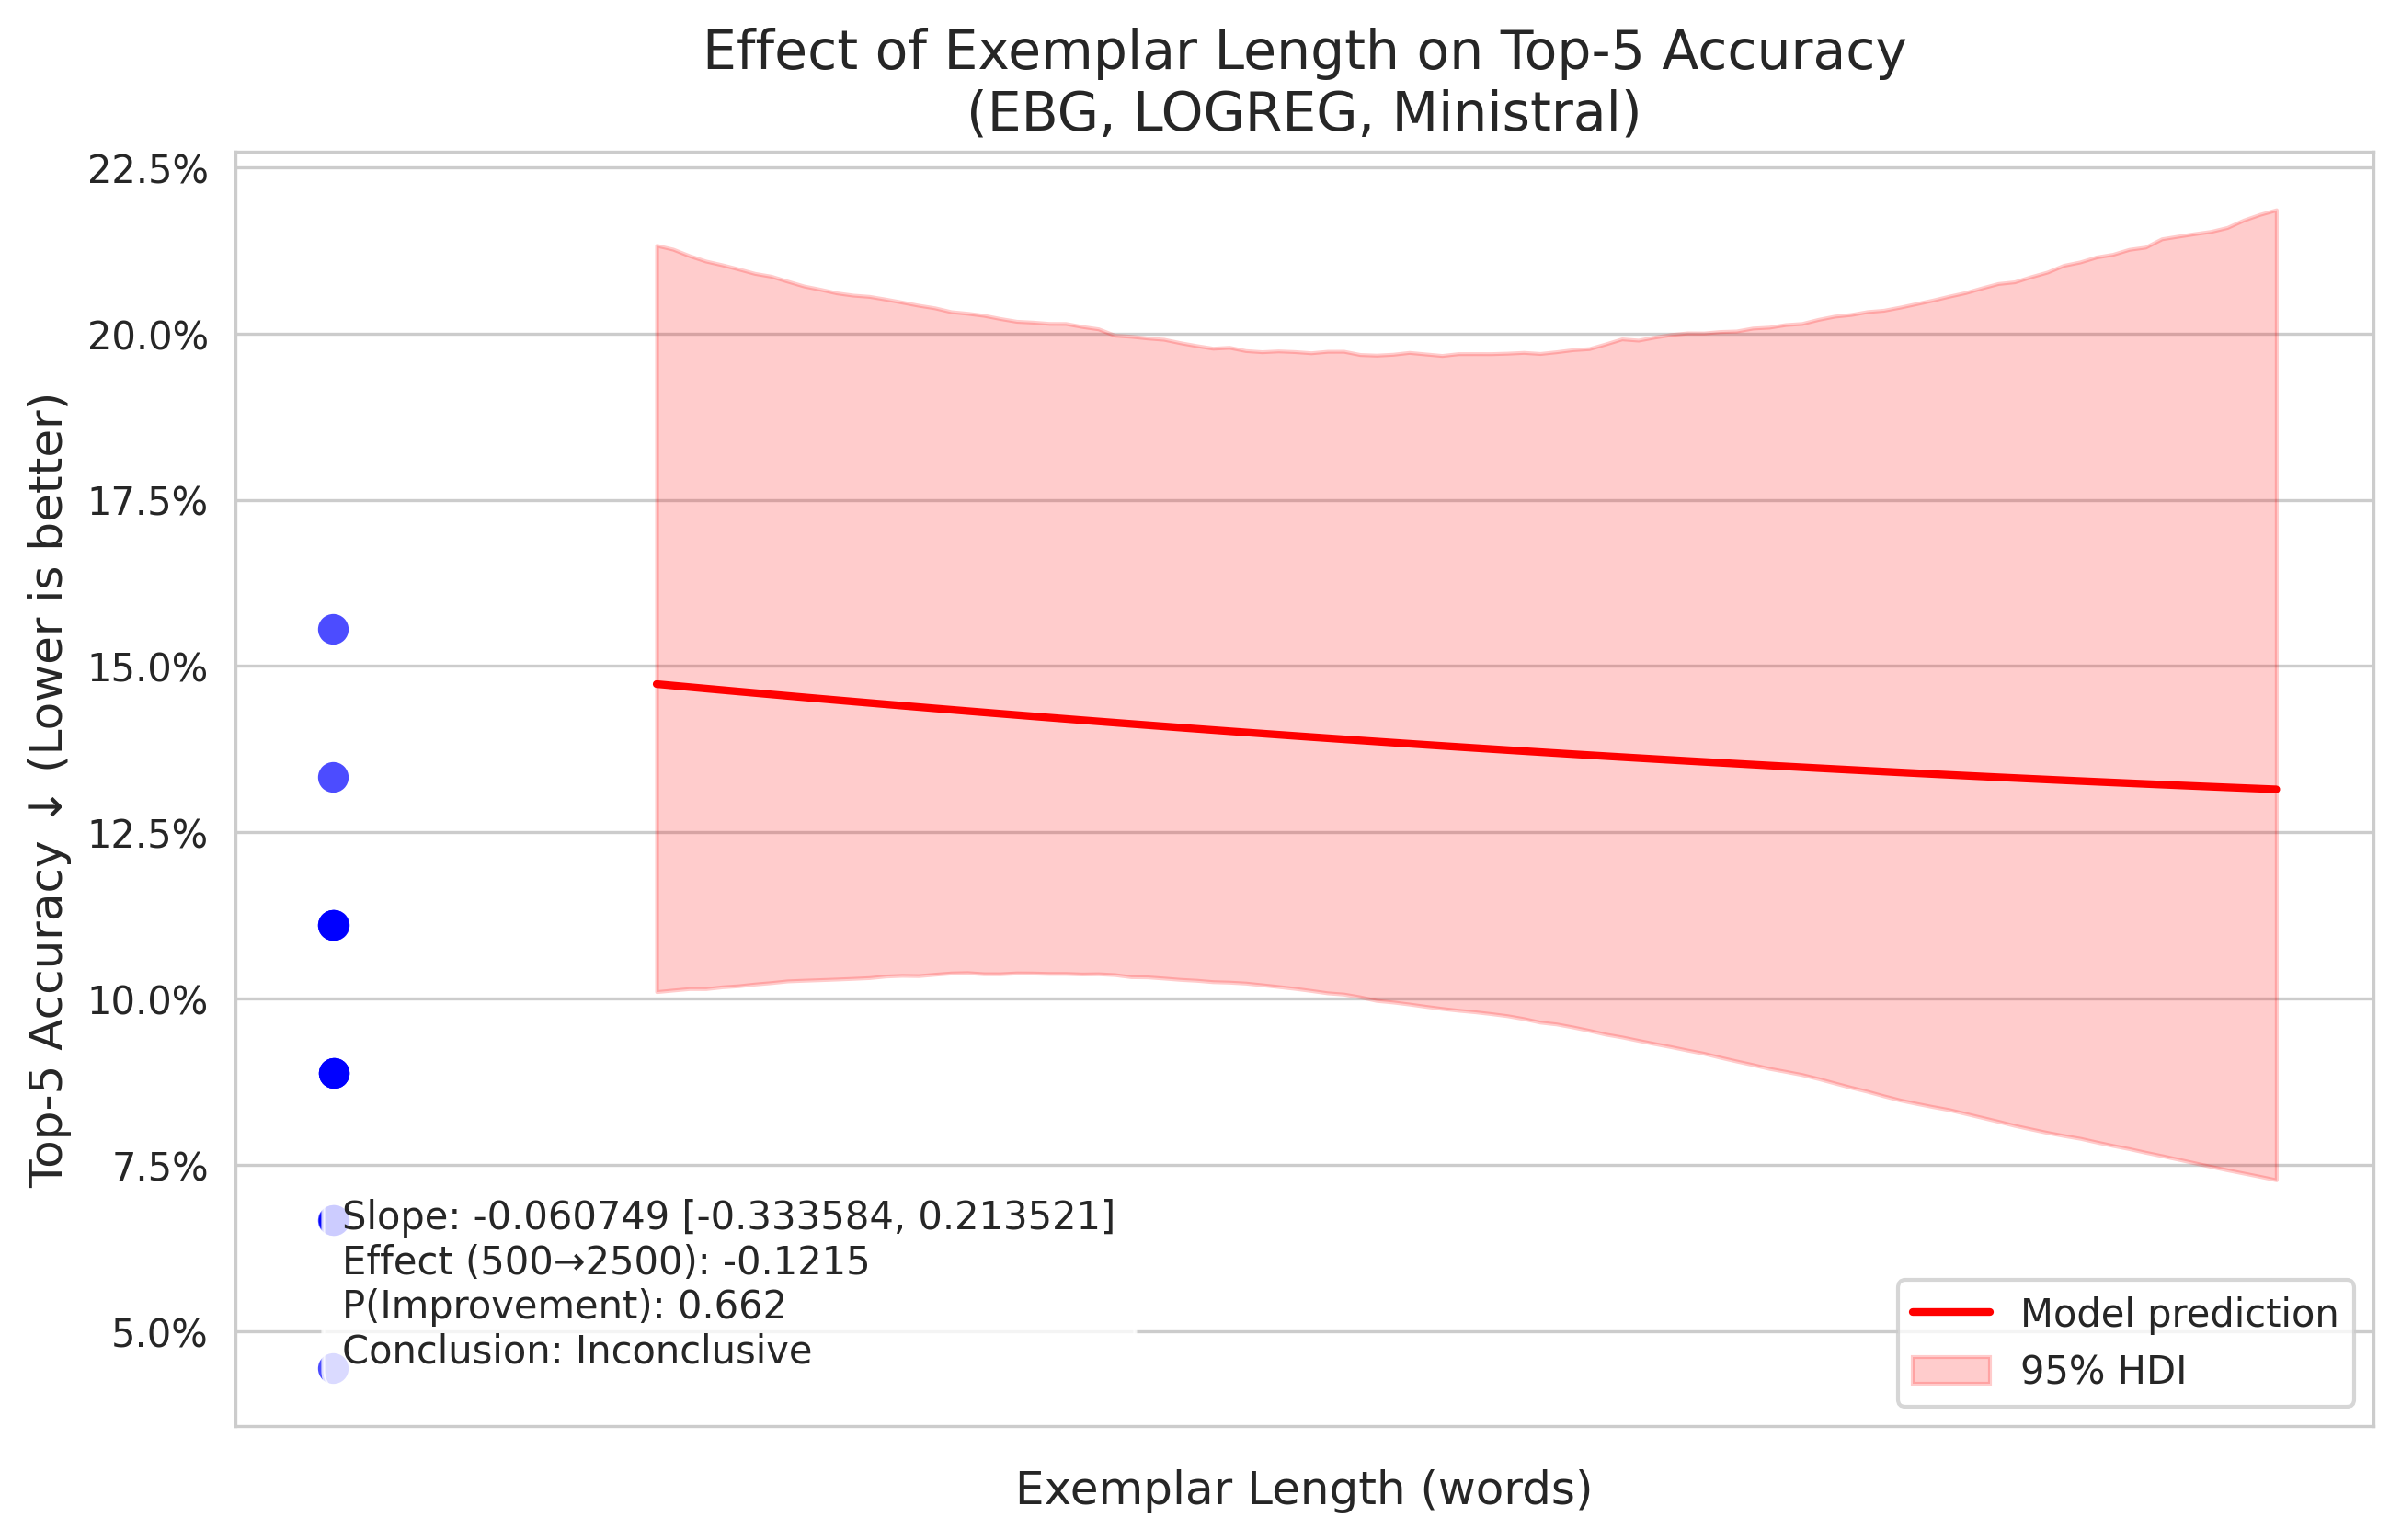 Effect of Exemplar Length on Top-5 Accuracy
(EBG, LOGREG, Ministral)
Top-5 Accuracy ↓ (Lower is better)
22.5%
20.0%
17.5%
15.0%
12.5%
10.0%
7.5%
5.0%
Slope: -0.060749 [-0.333584, 0.213521]
Effect (500→2500): -0.1215
P(Improvement): 0.662
Conclusion: Inconclusive
Model prediction
95% HDI
Exemplar Length (words)